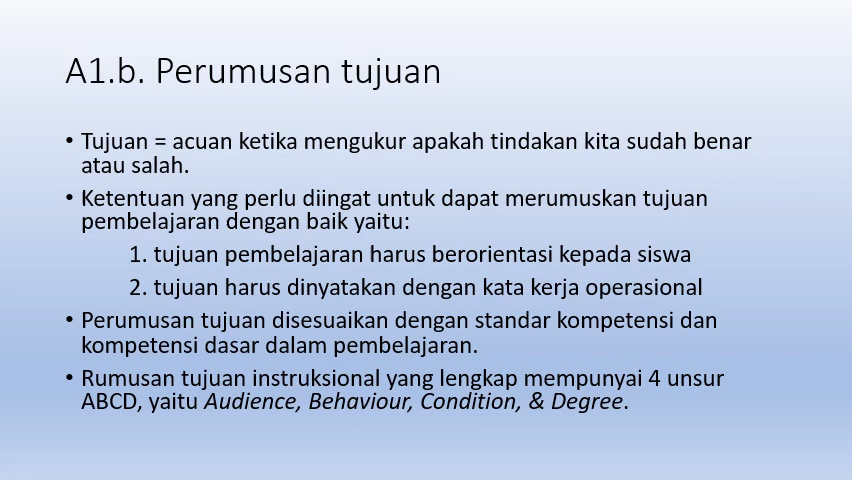 A1.b. Perumusan tujuan
• Tujuan = acuan ketika mengukur apakah tindakan kita sudah benar
atau salah.
• Ketentuan yang perlu diingat untuk dapat merumuskan tujuan
pembelajaran dengan baik yaitu:
1. tujuan pembelajaran harus berorientasi kepada siswa
2. tujuan harus dinyatakan dengan kata kerja operasional
• Perumusan tujuan disesuaikan dengan standar kompetensi dan
kompetensi dasar dalam pembelajaran.
• Rumusan tujuan instruksional yang lengkap mempunyai 4 unsur
ABCD, yaitu Audience, Behaviour, Condition, & Degree.